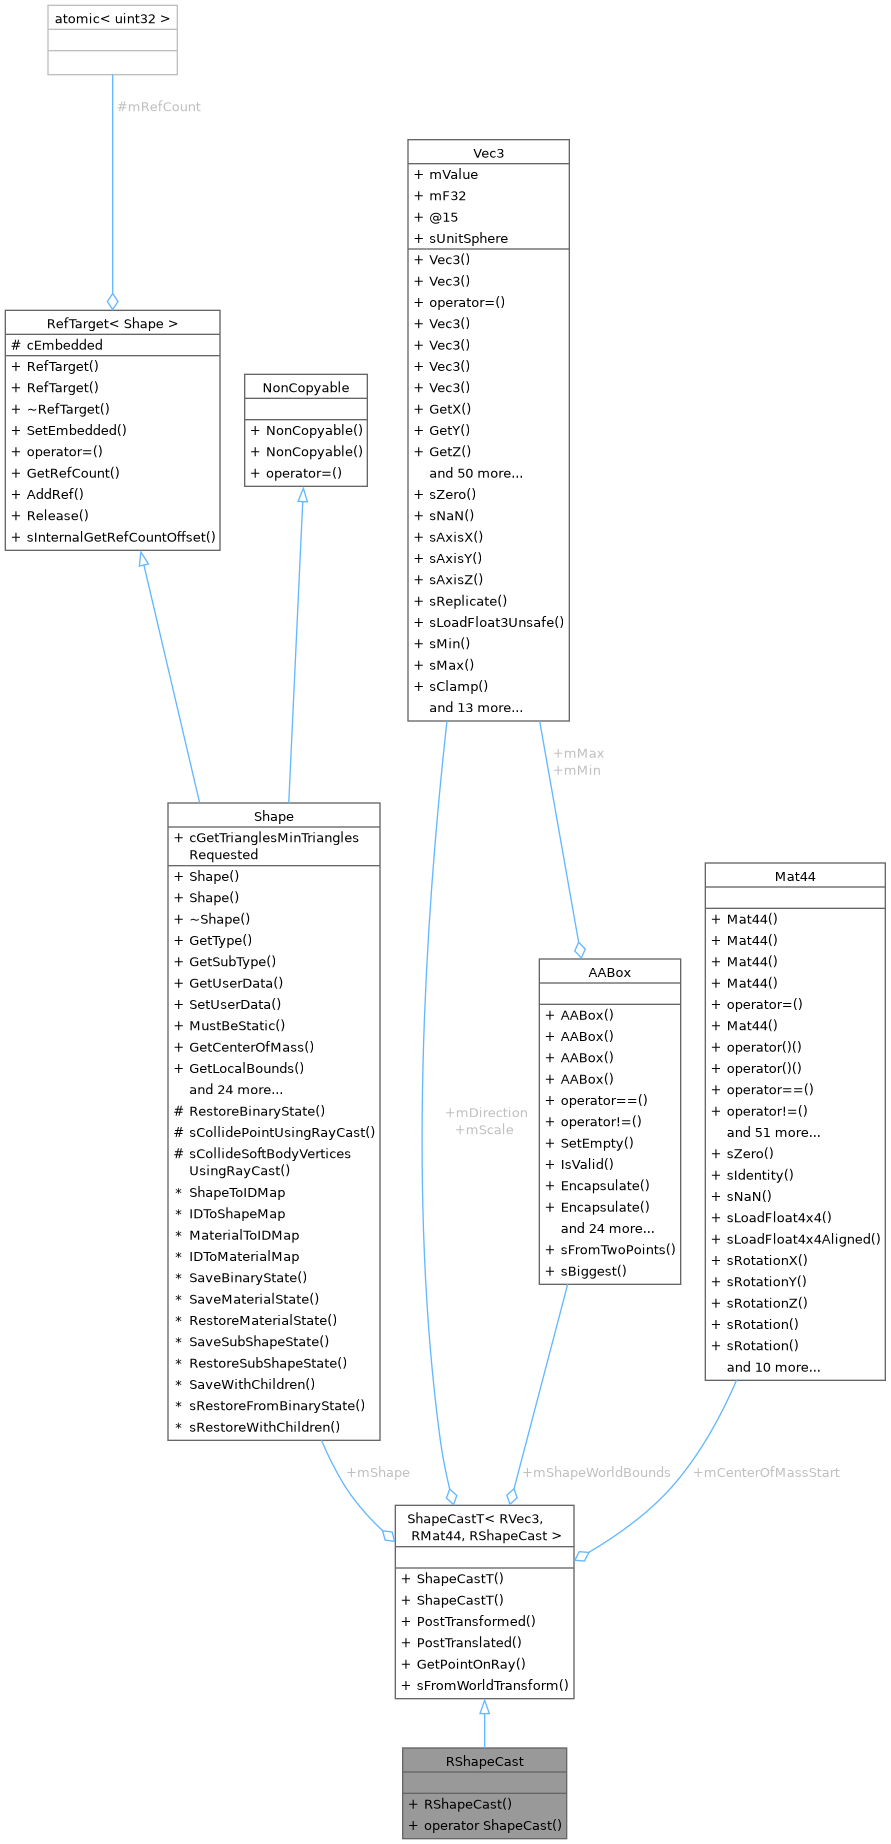 atomic< uint32 >
#mRefCount
Vec3
+ mValue
+ mF32
+ @15
+ sUnitSphere
+ Vec3()
+ Vec3()
+ operator=()
+ Vec3()
+ Vec3()
+ Vec3()
+ Vec3()
+ GetX()
+ GetY()
+ GetZ()
and 50 more...
+ sZero()
+ sNaN()
+ sAxisX()
+ sAxisY()
+ sAxisZ()
+ sReplicate()
+ sLoadFloat3Unsafe()
+ sMin()
+ sMax()
+ sClamp()
and 13 more...
RefTarget< Shape >
# cEmbedded
+ RefTarget()
+ RefTarget()
+ ~RefTarget()
+ SetEmbedded()
+ operator=()
+ GetRefCount()
+ AddRef()
+ Release()
+ sInternalGetRefCountOffset()
NonCopyable
+ NonCopyable()
+ NonCopyable()
+ operator=()
+mMax
+mMin
Shape
+ cGetTrianglesMinTriangles
Requested
+ Shape()
+ Shape()
+ ~Shape()
+ GetType()
+ GetSubType()
+ GetUserData()
+ SetUserData()
+ MustBeStatic()
+ GetCenterOfMass()
+ GetLocalBounds()
and 24 more...
# RestoreBinaryState()
# sCollidePointUsingRayCast()
# sCollideSoftBodyVertices
UsingRayCast()
* ShapeToIDMap
* IDToShapeMap
* MaterialToIDMap
* IDToMaterialMap
* SaveBinaryState()
* SaveMaterialState()
* RestoreMaterialState()
* SaveSubShapeState()
* RestoreSubShapeState()
* SaveWithChildren()
* sRestoreFromBinaryState()
* sRestoreWithChildren()
+mDirection
+mScale
AABox
+ AABox()
+ AABox()
+ AABox()
+ AABox()
+ operator==()
+ operator!=()
+ SetEmpty()
+ IsValid()
+ Encapsulate()
+ Encapsulate()
and 24 more...
+ sFromTwoPoints()
+ sBiggest()
Mat44
+ Mat44()
+ Mat44()
+ Mat44()
+ Mat44()
+ operator=()
+ Mat44()
+ operator()()
+ operator()()
+ operator==()
+ operator!=()
and 51 more...
+ sZero()
+ sIdentity()
+ sNaN()
+ sLoadFloat4x4()
+ sLoadFloat4x4Aligned()
+ sRotationX()
+ sRotationY()
+ sRotationZ()
+ sRotation()
+ sRotation()
and 10 more...
+mShape
+mShapeWorldBounds
+mCenterOfMassStart
ShapeCastT< RVec3,
RMat44, RShapeCast >
+ ShapeCastT()
+ ShapeCastT()
+ PostTransformed()
+ PostTranslated()
+ GetPointOnRay()
+ sFromWorldTransform()
RShapeCast
+ RShapeCast()
+ operator ShapeCast()